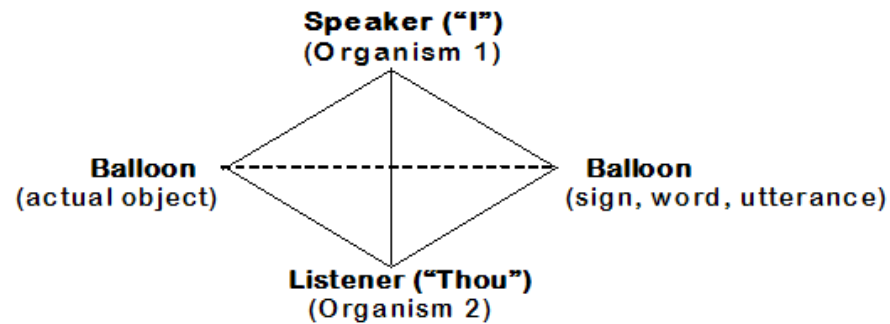 Speaker (“I”)
(Organism 1)
Balloon
(actual object)
Balloon
(sign, word, utterance)
Listener (“Thou”)
(Organism 2)